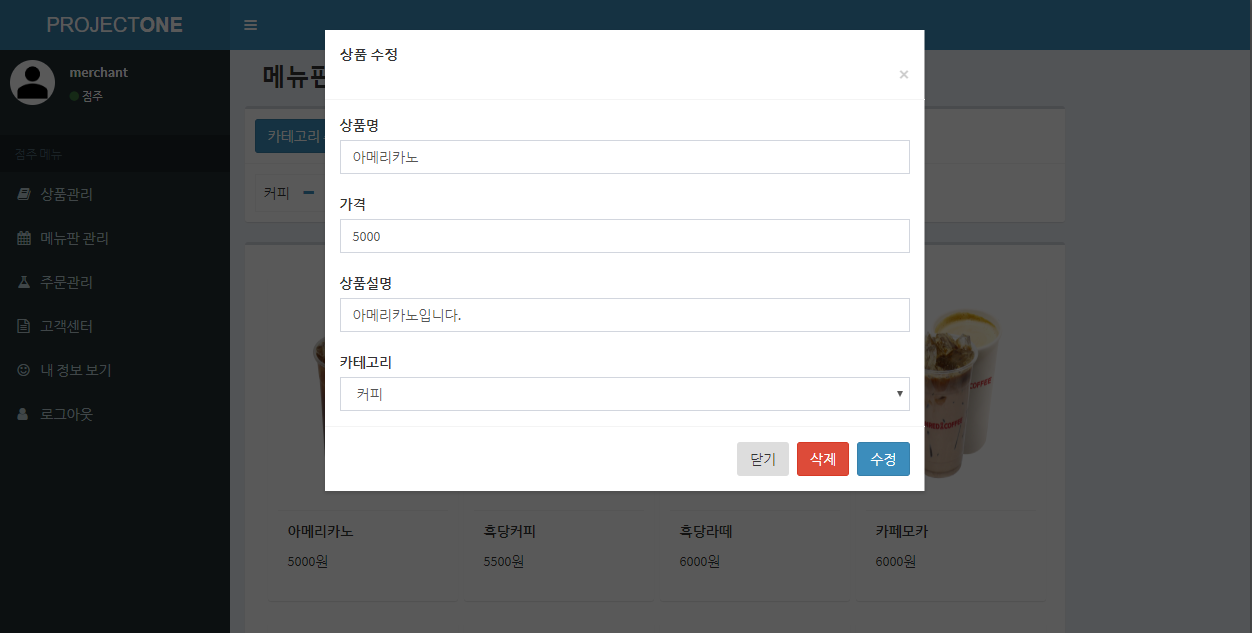 PROJECTONE
merchant
점주
점주 메뉴
상품관리
메뉴판 관리
주문관리
고객센터
내 정보 보기
로그아웃
메뉴판
카테고리
커피
상품 수정
×
상품명
아메리카노
가격
5000
상품설명
아메리카노입니다.
카테고리
커피
닫기 삭제 수정
COFFEE
아메리카노 흑당커피 흑당라떼 카페모카
5000원 5500원 6000원 6000원